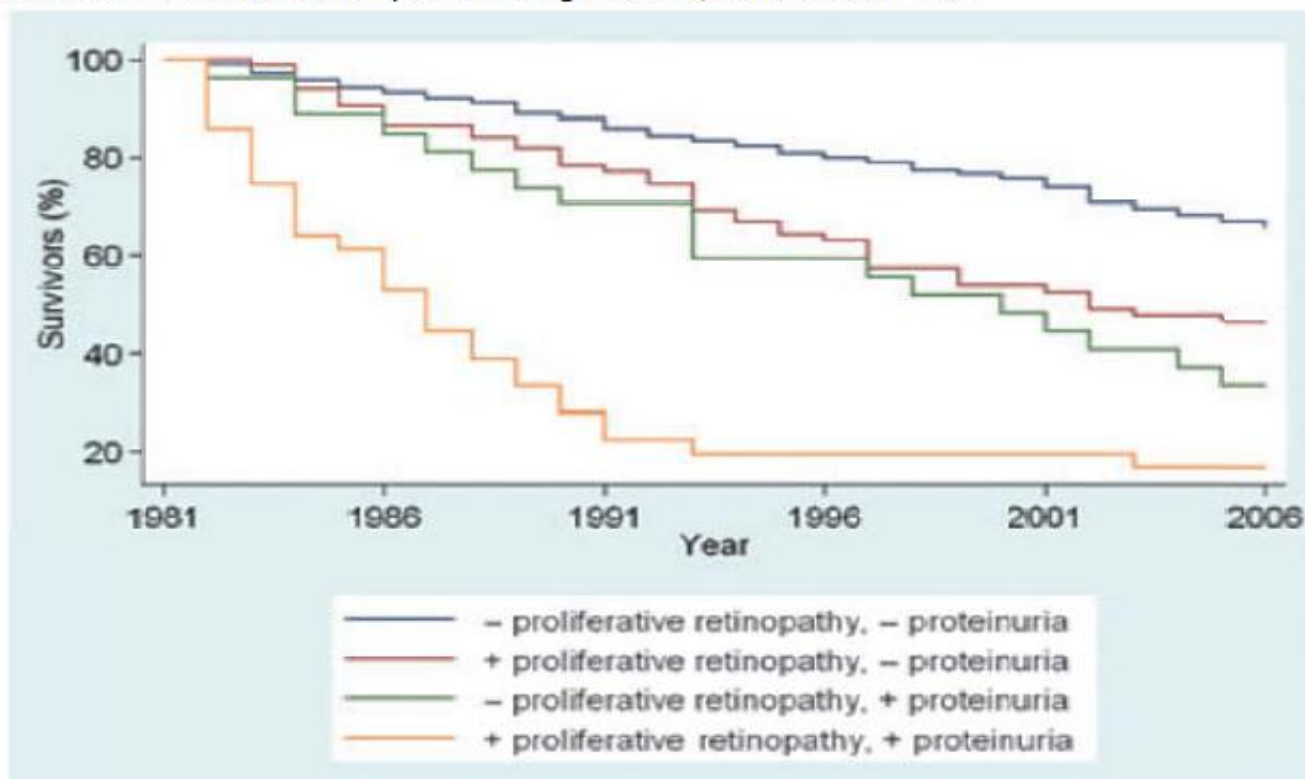 100
80
60
40
20
Survivors (%)
1981 1986 1991 1996 2001 2006
Year
– proliferative retinopathy, – proteinuria
+ proliferative retinopathy, – proteinuria
– proliferative retinopathy, + proteinuria
+ proliferative retinopathy, + proteinuria